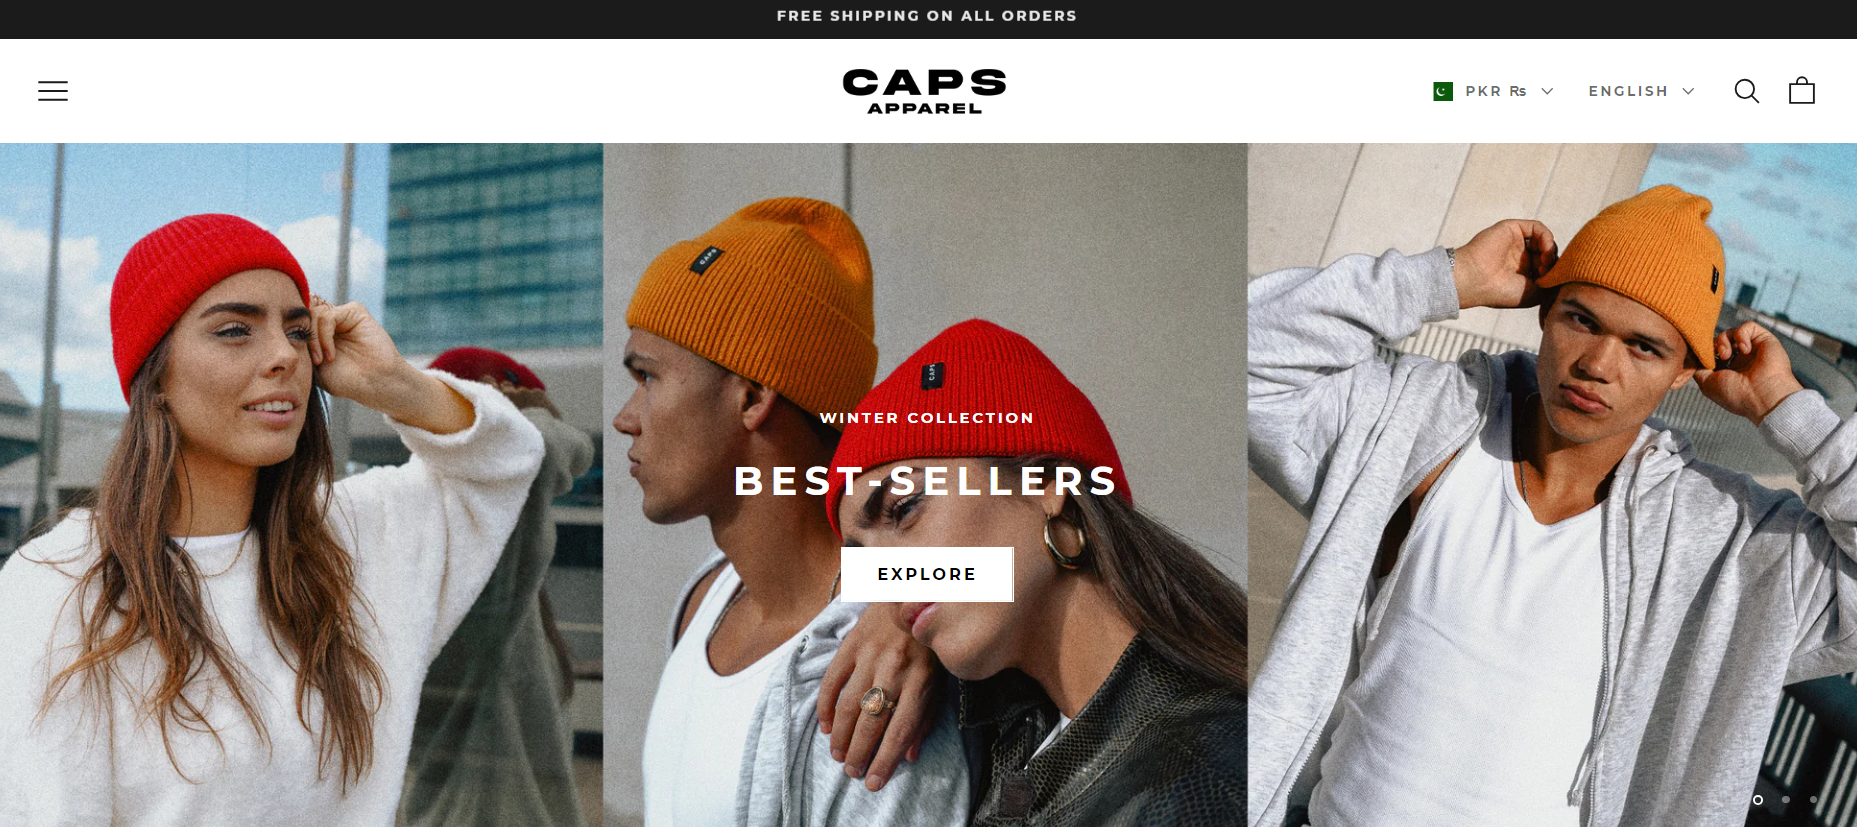 FREE SHIPPING ON ALL ORDERS
CAPS
APPAREL
PKR ₨
ENGLISH
CAPS
CAPS
WINTER COLLECTION
BEST-SELLERS
EXPLORE